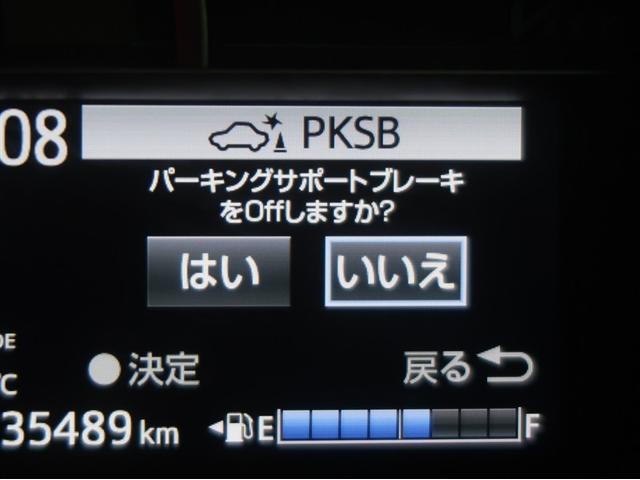 08
PKSB
パーキングサポートブレーキ
をOffしますか?
はい いいえ
決定 戻る
35489 km E F